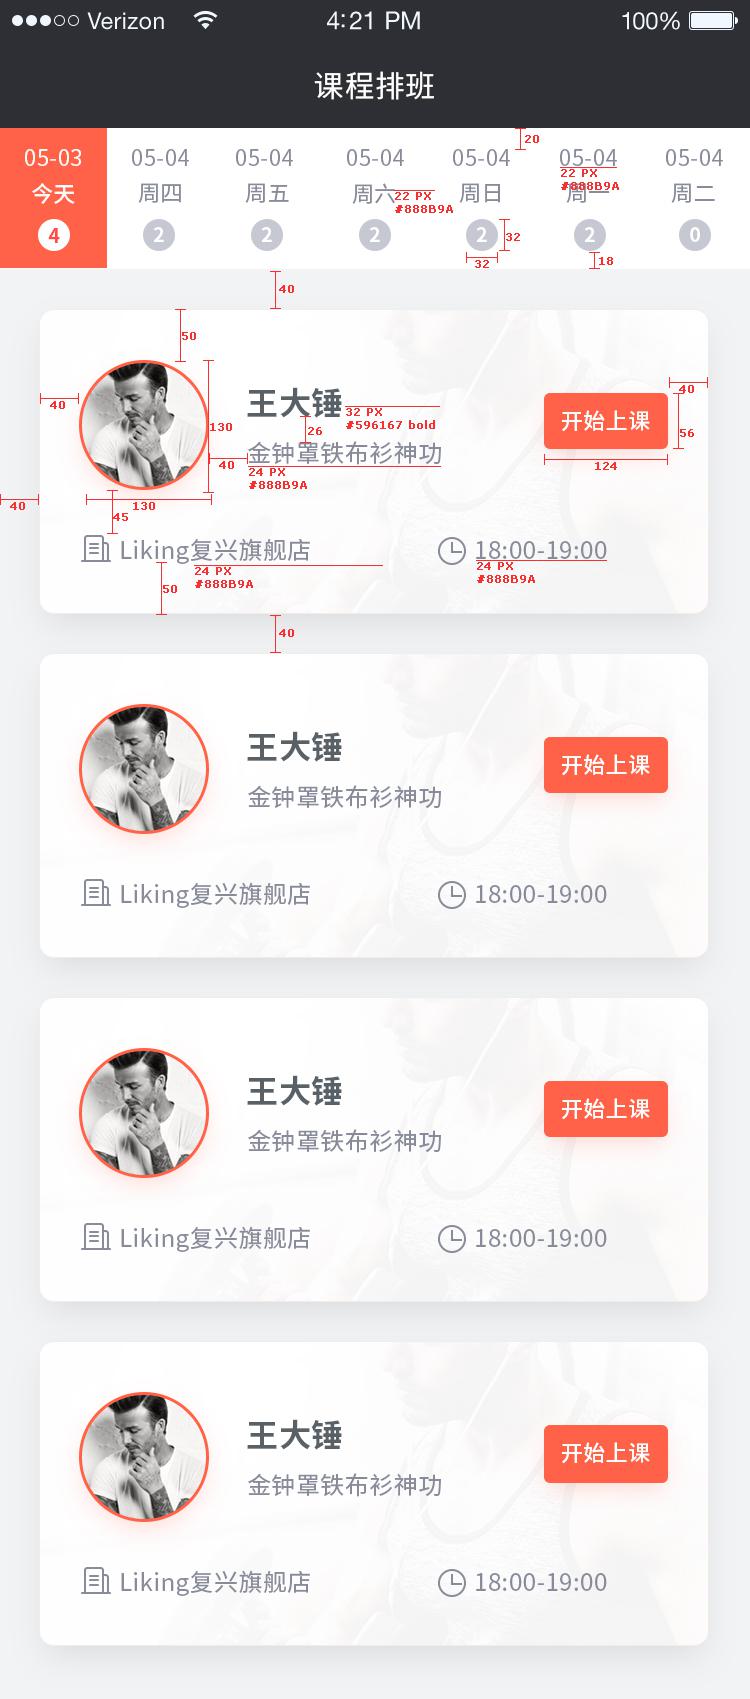 Verizon 4:21 PM 100%
课程排班
05-03 05-04 05-04 05-04 05-04 05-04 05-04
20
22 PX
#888B9A
今天 周四 周五 周六 周日 周一 周二
22 PX
#888B9A
4 2 2 2 2 2 0
32
32
18
40
50
40
王大锤
32 PX
#596167 bold
130
26
开始上课
40
56
124
金钟罩铁布衫神功
40
24 PX
#888B9A
40
130
45
Liking复兴旗舰店 18:00-19:00
24 PX
#888B9A
24 PX
#888B9A
50
40
王大锤
开始上课
金钟罩铁布衫神功
Liking复兴旗舰店 18:00-19:00
王大锤
开始上课
金钟罩铁布衫神功
Liking复兴旗舰店 18:00-19:00
王大锤
开始上课
金钟罩铁布衫神功
Liking复兴旗舰店 18:00-19:00